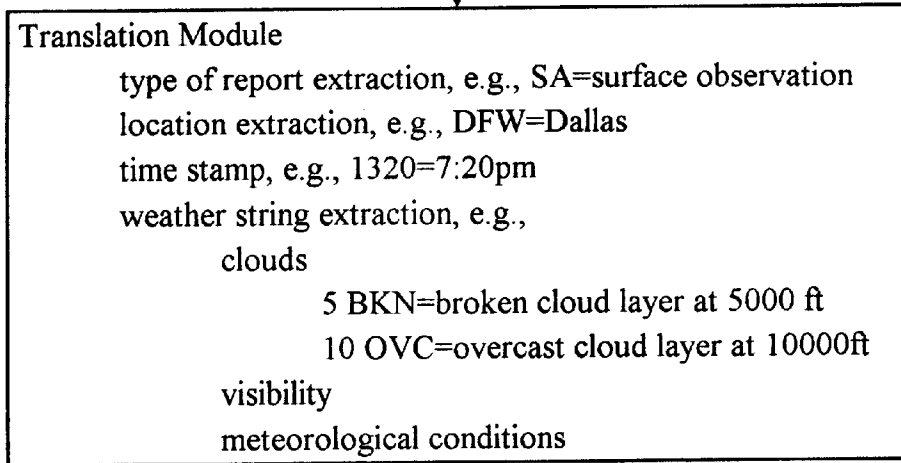 Translation Module
type of report extraction, e.g., SA=surface observation
location extraction, e.g., DFW=Dallas
time stamp, e.g., 1320=7:20pm
weather string extraction, e.g.,
clouds
5 BKN=broken cloud layer at 5000 ft
10 OVC=overcast cloud layer at 10000ft
visibility
meteorological conditions